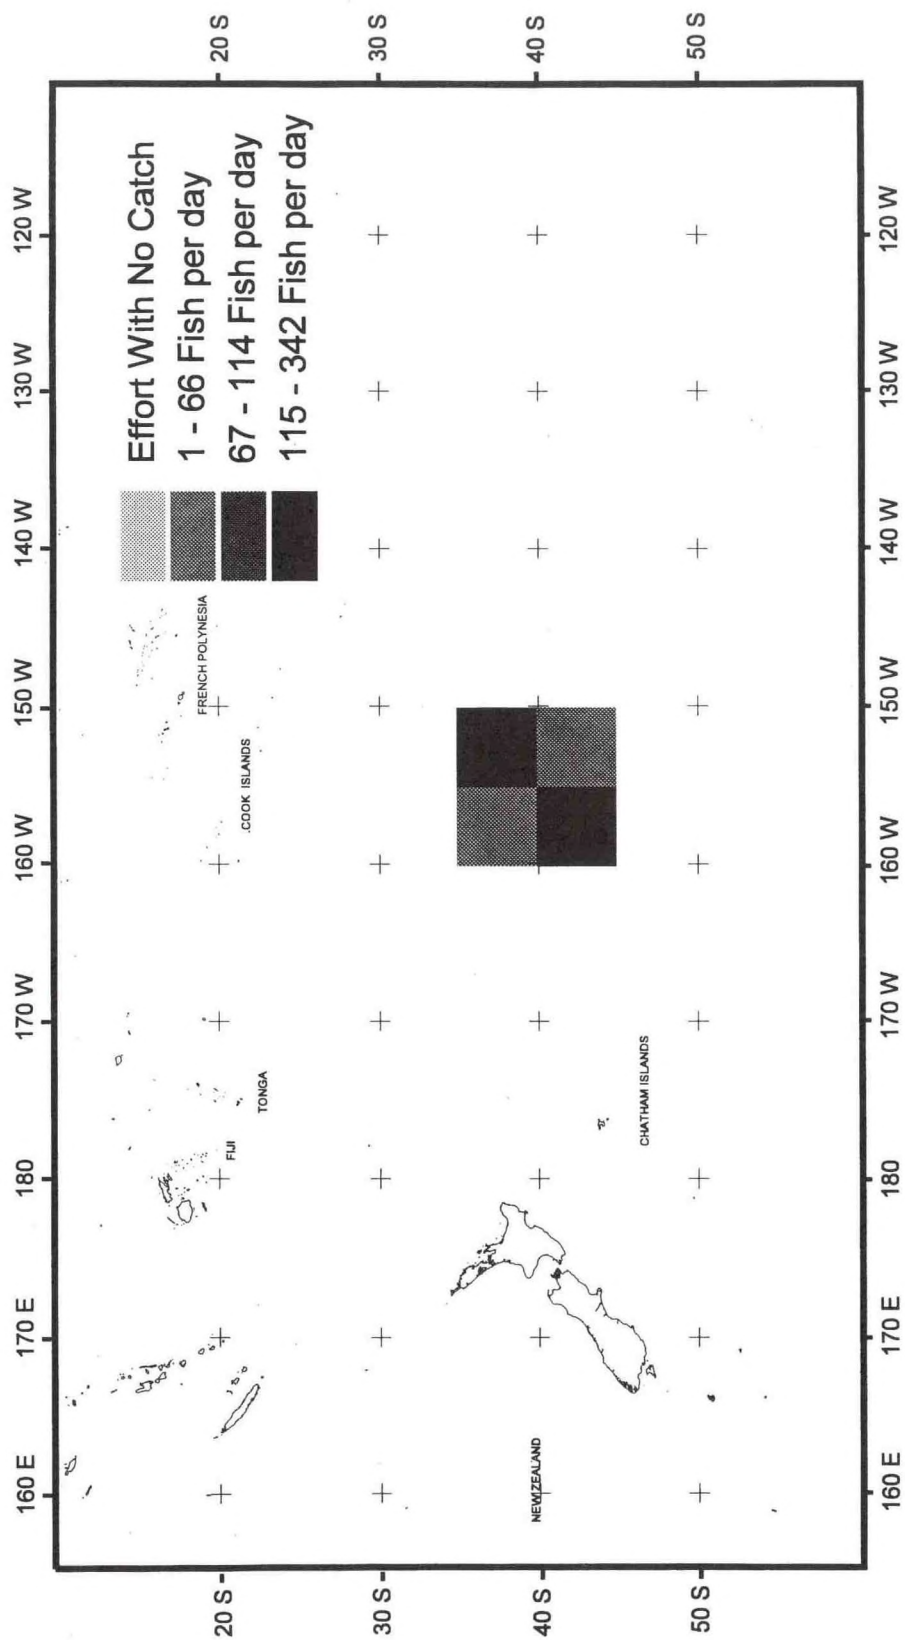 160 E 170 E 180 170 W 160 W 150 W 140 W 130 W 120 W
Effort With No Catch
1 - 66 Fish per day
67 - 114 Fish per day
115 - 342 Fish per day
FRENCH POLYNESIA
COOK ISLANDS
TONGA
FIJI
CHATHAM ISLANDS
NEW ZEALAND
20 S 20 S
30 S 30 S
40 S 40 S
50 S 50 S
160 E 170 E 180 170 W 160 W 150 W 140 W 130 W 120 W